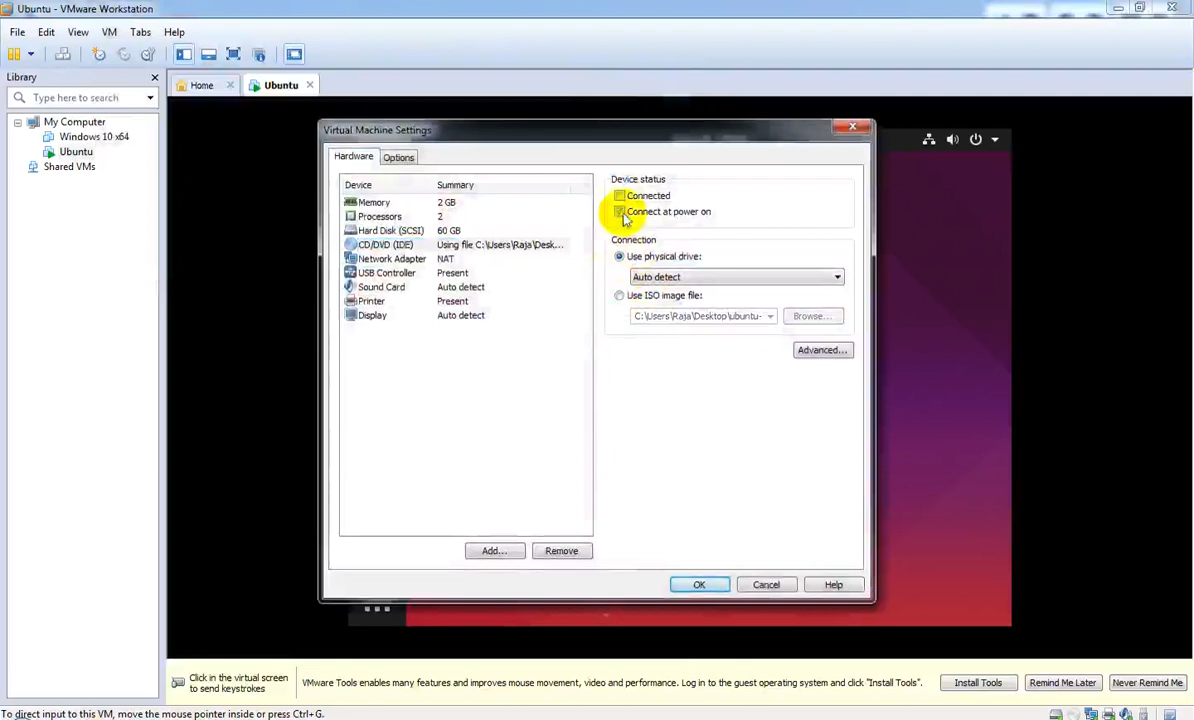 Ubuntu - VMware Workstation
File Edit View VM Tabs Help
Library
Home
Ubuntu
Type here to search
My Computer
Windows 10 x64
Ubuntu
Shared VMs
Virtual Machine Settings
Hardware Options
Device Summary
Memory 2 GB
Processors 2
Hard Disk (SCSI) 60 GB
CD/DVD (IDE) Using file C:\Users\Raja\Desk...
Network Adapter NAT
USB Controller Present
Sound Card Auto detect
Printer Present
Display Auto detect
Add... Remove
Device status
Connected
Connect at power on
Connection
Use physical drive:
Auto detect
Use ISO image file:
C:\Users\Raja\Desktop\ubuntu- Browse...
Advanced...
OK Cancel Help
Click in the virtual screen
to send keystrokes
VMware Tools enables many features and improves mouse movement, video and performance. Log in to the guest operating system and click "Install Tools".
Install Tools Remind Me Later Never Remind Me
To direct input to this VM, move the mouse pointer inside or press Ctrl+G.